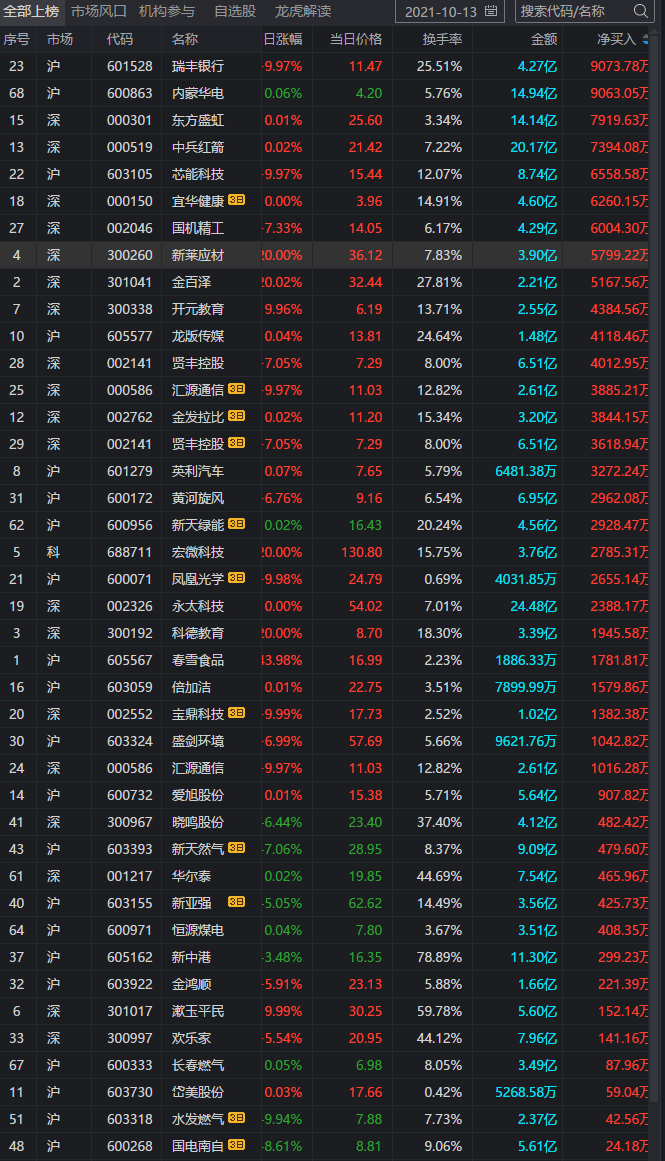 全部上榜 市场风口 机构参与 自选股 龙虎解读 2021-10-13 搜索代码/名称
序号 市场 代码 名称 日涨幅 当日价格 换手率 金额 净买入
23 沪 601528 瑞丰银行 -9.97% 11.47 25.51% 4.27亿 9073.78万
68 沪 600863 内蒙华电 0.06% 4.20 5.76% 14.94亿 9063.05万
15 深 000301 东方盛虹 0.01% 25.60 3.34% 14.14亿 7919.63万
13 深 000519 中兵红箭 0.02% 21.42 7.22% 20.17亿 7394.08万
22 沪 603105 芯能科技 -9.97% 15.44 12.07% 8.74亿 6558.58万
18 深 000150 宜华健康 3日 0.00% 3.96 14.91% 4.60亿 6260.15万
27 深 002046 国机精工 -7.33% 14.05 6.17% 4.29亿 6004.30万
4 深 300260 新莱应材 20.00% 36.12 7.83% 3.90亿 5799.22万
2 深 301041 金百泽 20.02% 32.44 27.81% 2.21亿 5167.56万
7 深 300338 开元教育 9.96% 6.19 13.71% 2.55亿 4384.56万
10 沪 605577 龙版传媒 0.04% 13.81 24.64% 1.48亿 4118.46万
28 深 002141 贤丰控股 -7.05% 7.29 8.00% 6.51亿 4012.95万
25 深 000586 汇源通信 3日 -9.97% 11.03 12.82% 2.61亿 3885.21万
12 深 002762 金发拉比 3日 0.02% 11.20 15.34% 3.20亿 3844.15万
29 深 002141 贤丰控股 3日 -7.05% 7.29 8.00% 6.51亿 3618.94万
8 沪 601279 英利汽车 0.07% 7.65 5.79% 6481.38万 3272.24万
31 沪 600172 黄河旋风 -6.76% 9.16 6.54% 6.95亿 2962.08万
62 沪 600956 新天绿能 3日 0.02% 16.43 20.24% 4.56亿 2928.47万
5 科 688711 宏微科技 20.00% 130.80 15.75% 3.76亿 2785.31万
21 沪 600071 凤凰光学 3日 -9.98% 24.79 0.69% 4031.85万 2655.14万
19 深 002326 永太科技 0.00% 54.02 7.01% 24.48亿 2388.17万
3 深 300192 科德教育 20.00% 8.70 18.30% 3.39亿 1945.58万
1 沪 605567 春雪食品 43.98% 16.99 2.23% 1886.33万 1781.81万
16 沪 603059 倍加洁 0.01% 22.75 3.51% 7899.99万 1579.86万
20 深 002552 宝鼎科技 3日 -9.99% 17.73 2.52% 1.02亿 1382.38万
30 沪 603324 盛剑环境 -6.99% 57.69 5.66% 9621.76万 1042.82万
24 深 000586 汇源通信 -9.97% 11.03 12.82% 2.61亿 1016.28万
14 沪 600732 爱旭股份 0.01% 15.38 5.71% 5.64亿 907.82万
41 深 300967 晓鸣股份 -6.44% 23.40 37.40% 4.12亿 482.42万
43 沪 603393 新天然气 3日 -7.06% 28.95 8.37% 9.09亿 479.60万
61 深 001217 华尔泰 0.02% 19.85 44.69% 7.54亿 465.96万
40 沪 603155 新亚强 3日 -5.05% 62.62 14.49% 3.56亿 425.73万
64 沪 600971 恒源煤电 0.04% 7.80 3.67% 3.51亿 408.35万
37 沪 605162 新中港 -3.48% 16.35 78.89% 11.30亿 299.23万
32 沪 603922 金鸿顺 -5.91% 23.13 5.88% 1.66亿 221.39万
6 深 301017 漱玉平民 9.99% 30.25 59.78% 5.60亿 152.14万
33 深 300997 欢乐家 -5.54% 20.95 44.12% 7.96亿 141.16万
67 沪 600333 长春燃气 0.05% 6.98 8.05% 3.49亿 87.96万
11 沪 603730 岱美股份 0.03% 17.66 0.42% 5268.58万 59.04万
51 沪 603318 水发燃气 3日 -9.94% 7.88 7.73% 2.37亿 42.56万
48 沪 600268 国电南自 3日 -8.61% 8.81 9.06% 5.61亿 24.18万